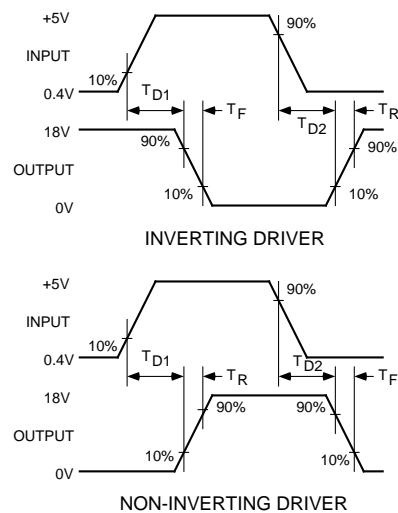 +5V
90%
INPUT
10%
TD1
TF
TD2
TR
0.4V
18V
90%
90%
OUTPUT
10%
10%
0V
INVERTING DRIVER
+5V
90%
INPUT
10%
TD1
TR
TD2
TF
0.4V
18V
90%
90%
OUTPUT
10%
10%
0V
NON-INVERTING DRIVER